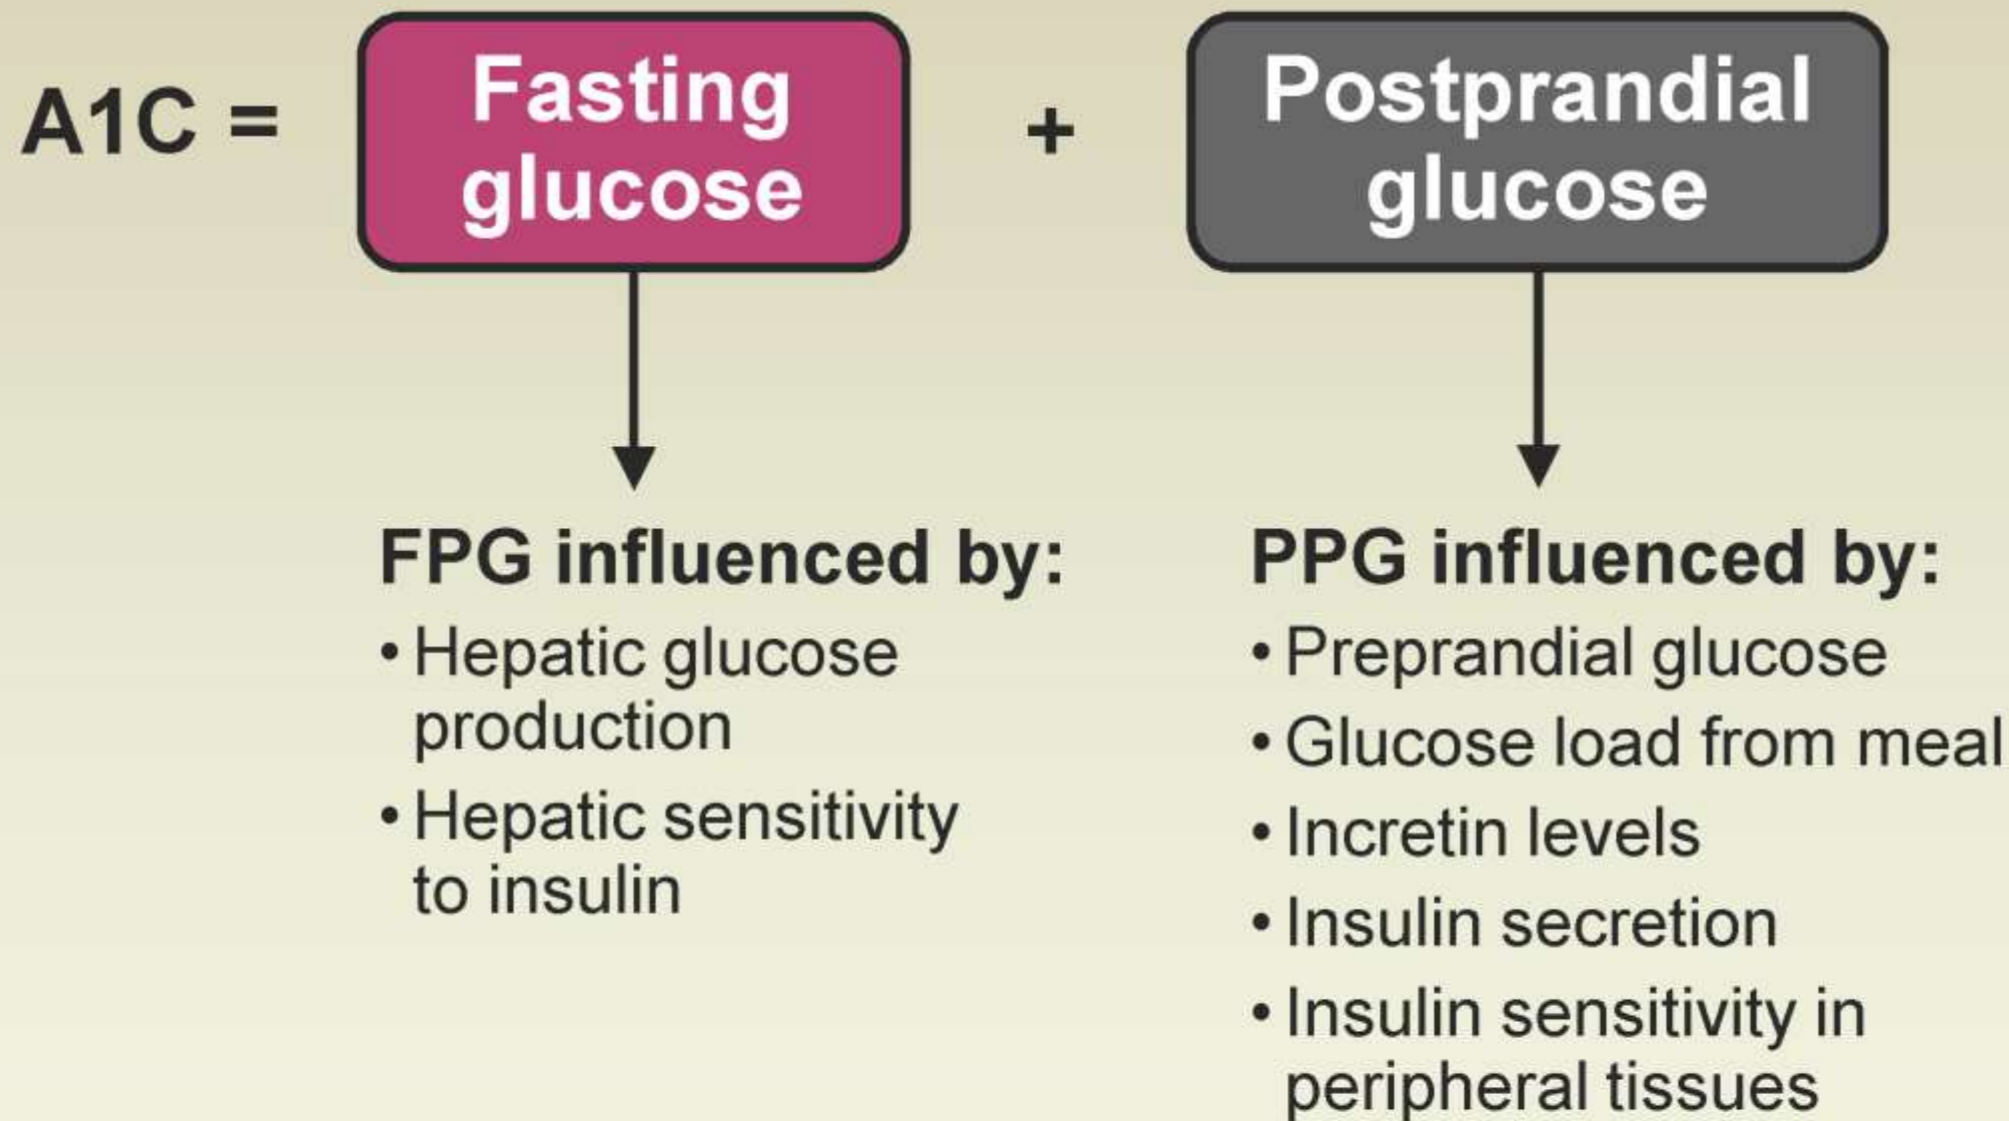 A1C =
Fasting
glucose
+
Postprandial
glucose
FPG influenced by:
• Hepatic glucose
production
• Hepatic sensitivity
to insulin
PPG influenced by:
• Preprandial glucose
• Glucose load from meal
• Incretin levels
• Insulin secretion
• Insulin sensitivity in
peripheral tissues